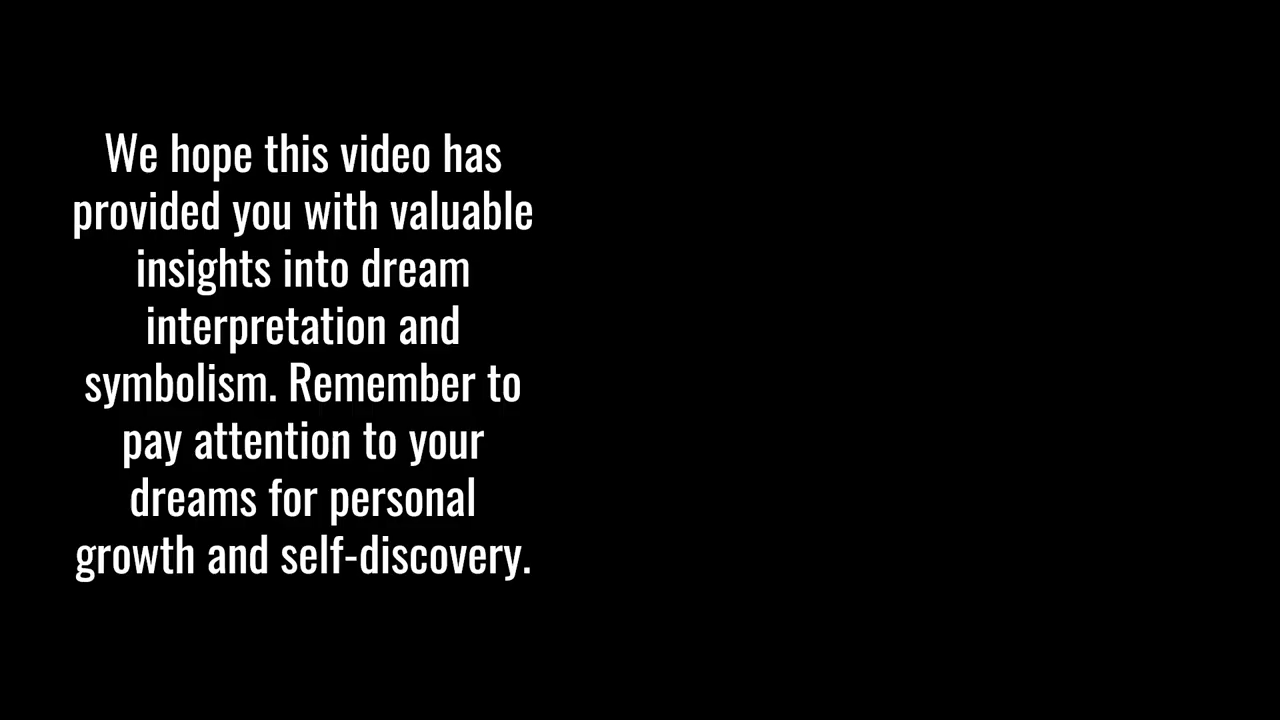 We hope this video has
provided you with valuable
insights into dream
interpretation and
symbolism. Remember to
pay attention to your
dreams for personal
growth and self-discovery.